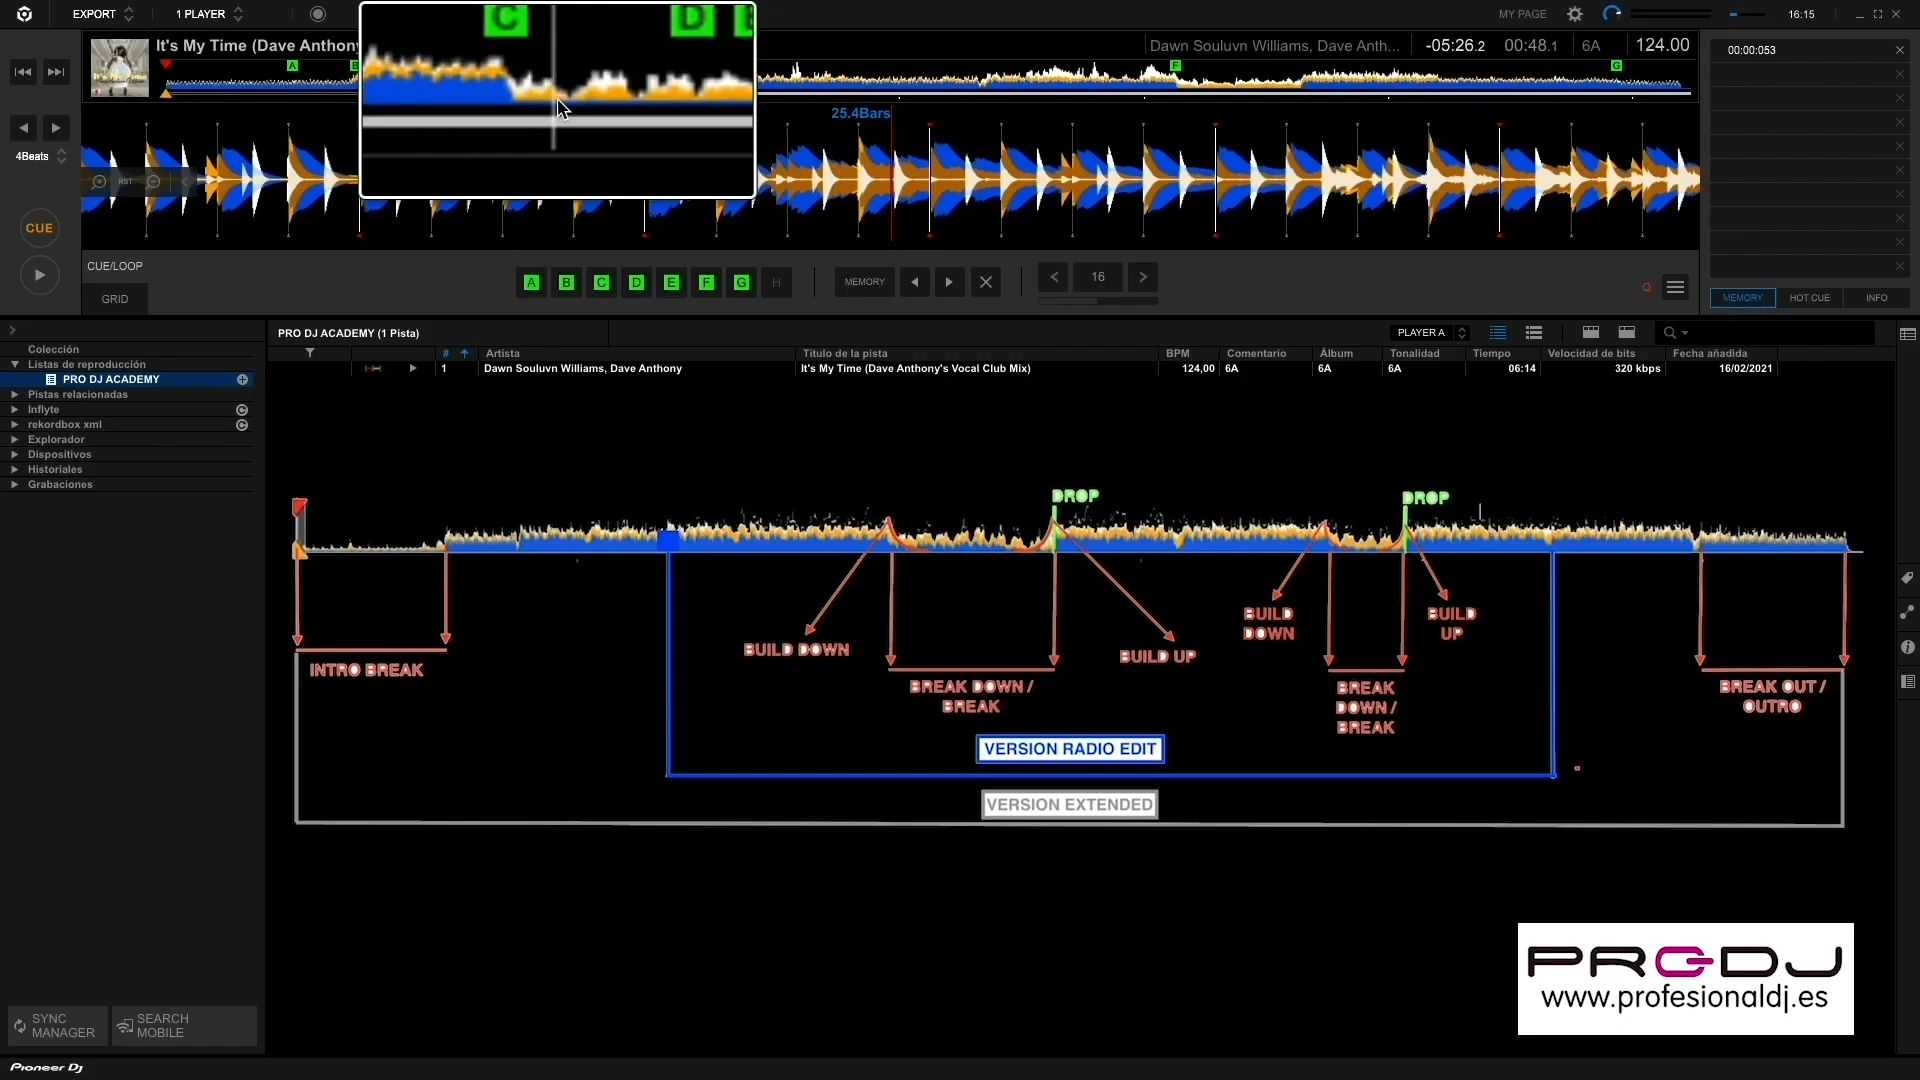 EXPORT
1 PLAYER
MY PAGE
16:15
It's My Time (Dave Anthony
Dawn Souluvn Williams, Dave Anth...
-05:26.2
00:48.1
6A
124.00
A
B
C
D
F
G
25.4Bars
4Beats
RST
CUE
CUE/LOOP
GRID
A
B
C
D
E
F
G
H
MEMORY
16
Q
00:00:053
MEMORY
HOT CUE
INFO
Colección
Listas de reproducción
PRO DJ ACADEMY
Pistas relacionadas
Inflyte
rekordbox xml
Explorador
Dispositivos
Historiales
Grabaciones
PRO DJ ACADEMY (1 Pista)
PLAYER A
#
Artista
Título de la pista
BPM
Comentario
Álbum
Tonalidad
Tiempo
Velocidad de bits
Fecha añadida
1
Dawn Souluvn Williams, Dave Anthony
It's My Time (Dave Anthony's Vocal Club Mix)
124,00
6A
6A
6A
06:14
320 kbps
16/02/2021
DROP
DROP
INTRO BREAK
BUILD DOWN
BREAK DOWN /
BREAK
BUILD UP
BUILD
DOWN
BUILD
UP
BREAK
DOWN /
BREAK
BREAK OUT /
OUTRO
VERSION RADIO EDIT
VERSION EXTENDED
PRO-DJ
www.profesionaldj.es
SYNC
MANAGER
SEARCH
MOBILE
Pioneer Dj